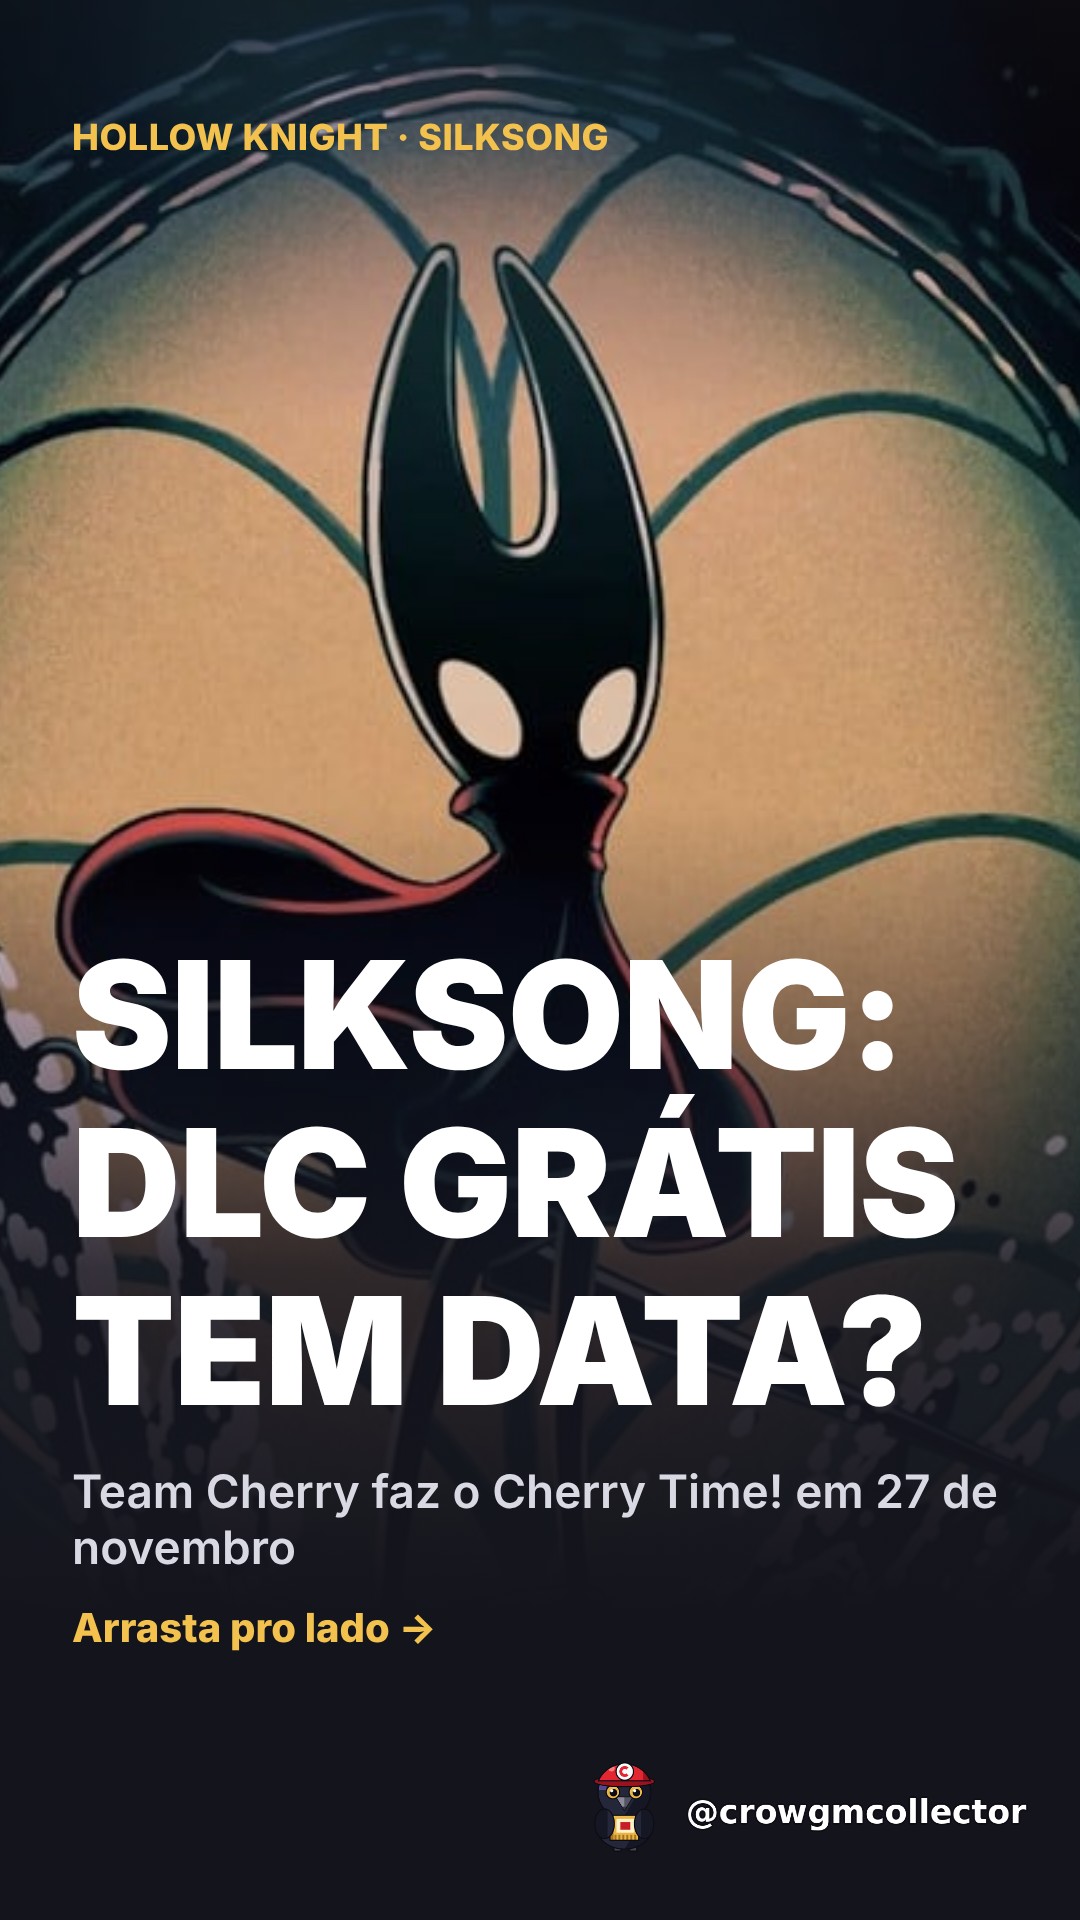 HOLLOW KNIGHT · SILKSONG
SILKSONG:
DLC GRÁTIS
TEM DATA?
Team Cherry faz o Cherry Time! em 27 de
novembro
Arrasta pro lado →
C
@crowgmcollector